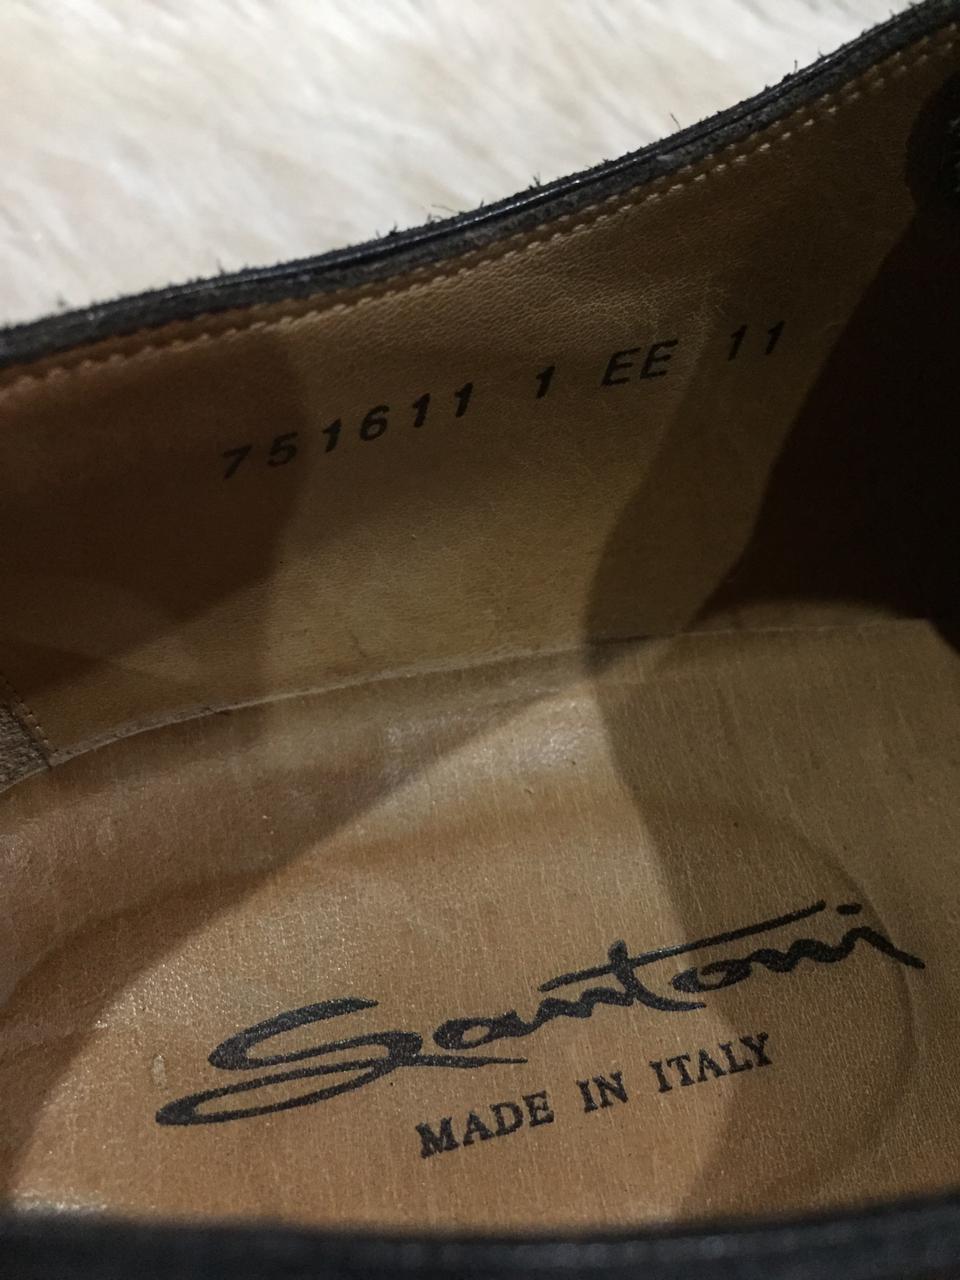 751611 1 EE 11
Santoni
MADE IN ITALY